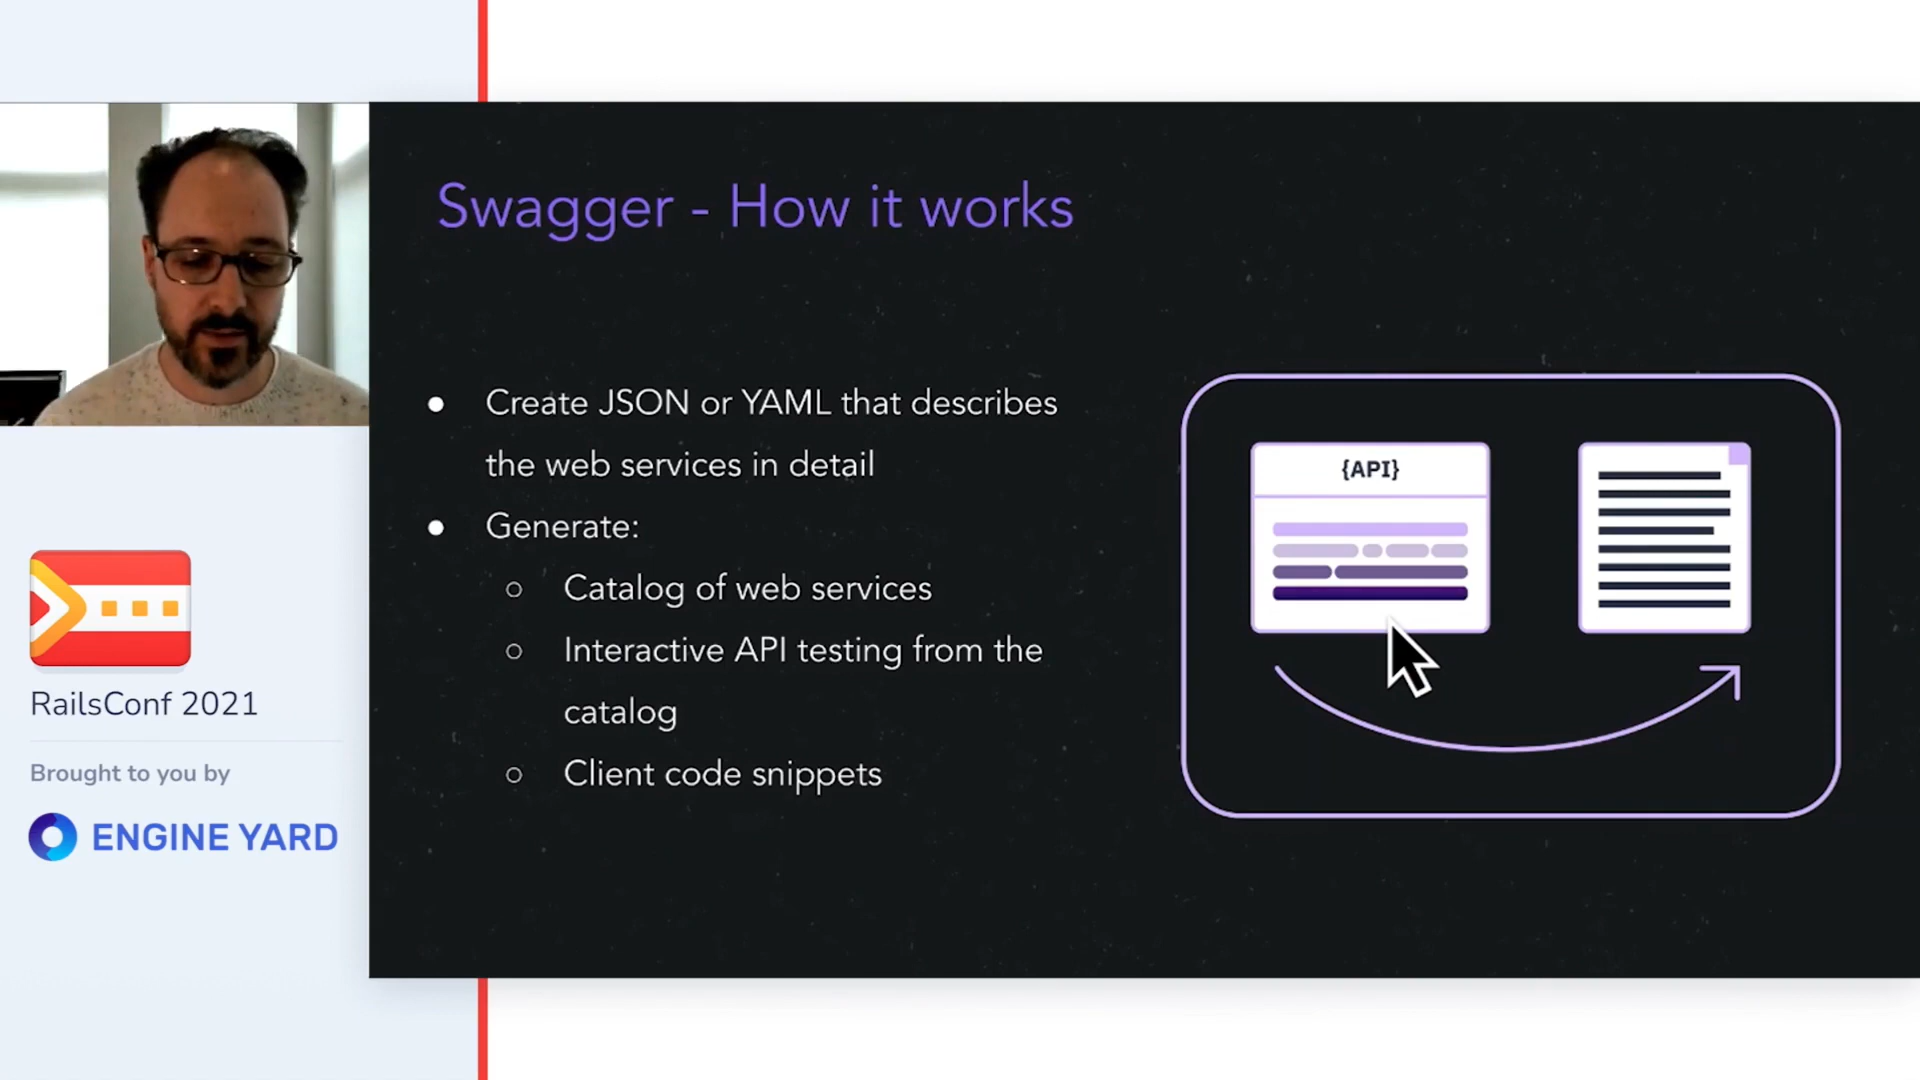 Swagger - How it works
Create JSON or YAML that describes
the web services in detail
Generate:
Catalog of web services
Interactive API testing from the
catalog
Client code snippets
{API}
RailsConf 2021
Brought to you by
ENGINE YARD